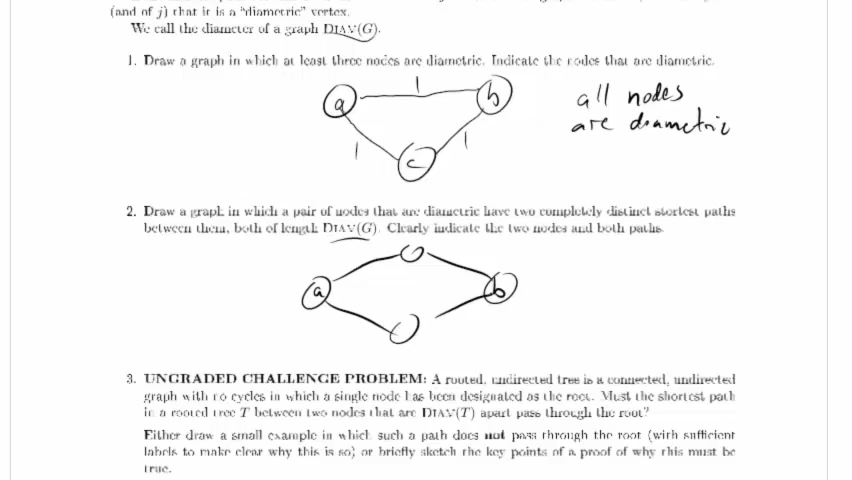 (and of j) that it is a "diametric" vertex.
We call the diameter of a graph DIAM(G).
1. Draw a graph in which at least three nodes are diametric. Indicate the nodes that are diametric.
a 1 b
1 c 1
all nodes
are diametric
2. Draw a graph in which a pair of nodes that are diametric have two completely distinct shortest paths
between them, both of length DIAM(G). Clearly indicate the two nodes and both paths.
a b
3. UNGRADED CHALLENGE PROBLEM: A rooted, undirected tree is a connected, undirected
graph with no cycles in which a single node has been designated as the root. Must the shortest path
in a rooted tree T between two nodes that are DIAM(T) apart pass through the root?
Either draw a small example in which such a path does not pass through the root (with sufficient
labels to make clear why this is so) or briefly sketch the key points of a proof of why this must be
true.